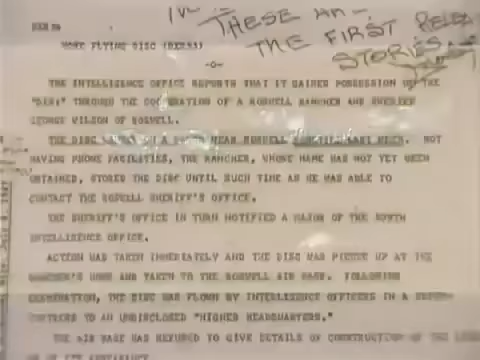 THESE ARE
THE FIRST RELEASE
STORIES
MORE FLYING DISC
-O-
THE INTELLIGENCE OFFICE REPORTS THAT IT GAINED POSSESSION OF THE
"DISK" THROUGH THE COOPERATION OF A ROSWELL RANCHER AND SHERIFF
GEORGE WILSON OF ROSWELL.
THE DISC LANDED ON A RANCH NEAR ROSWELL SOMETIME LAST WEEK. NOT
HAVING PHONE FACILITIES, THE RANCHER, WHOSE NAME HAS NOT YET BEEN
OBTAINED, STORED THE DISC UNTIL SUCH TIME AS HE WAS ABLE TO
CONTACT THE ROSWELL SHERIFF'S OFFICE.
THE SHERIFF'S OFFICE IN TURN NOTIFIED A MAJOR OF THE
INTELLIGENCE OFFICE.
ACTION WAS TAKEN IMMEDIATELY AND THE DISC WAS PICKED UP AT THE
RANCHER'S HOME AND TAKEN TO THE ROSWELL AIR BASE. FOLLOWING
EXAMINATION, THE DISC WAS FLOWN BY INTELLIGENCE OFFICERS IN A
TO AN UNDISCLOSED "HIGHER HEADQUARTERS."
THE AIR BASE HAS REFUSED TO GIVE DETAILS OF CONSTRUCTION OF THE
OR OF ITS APPEARANCE